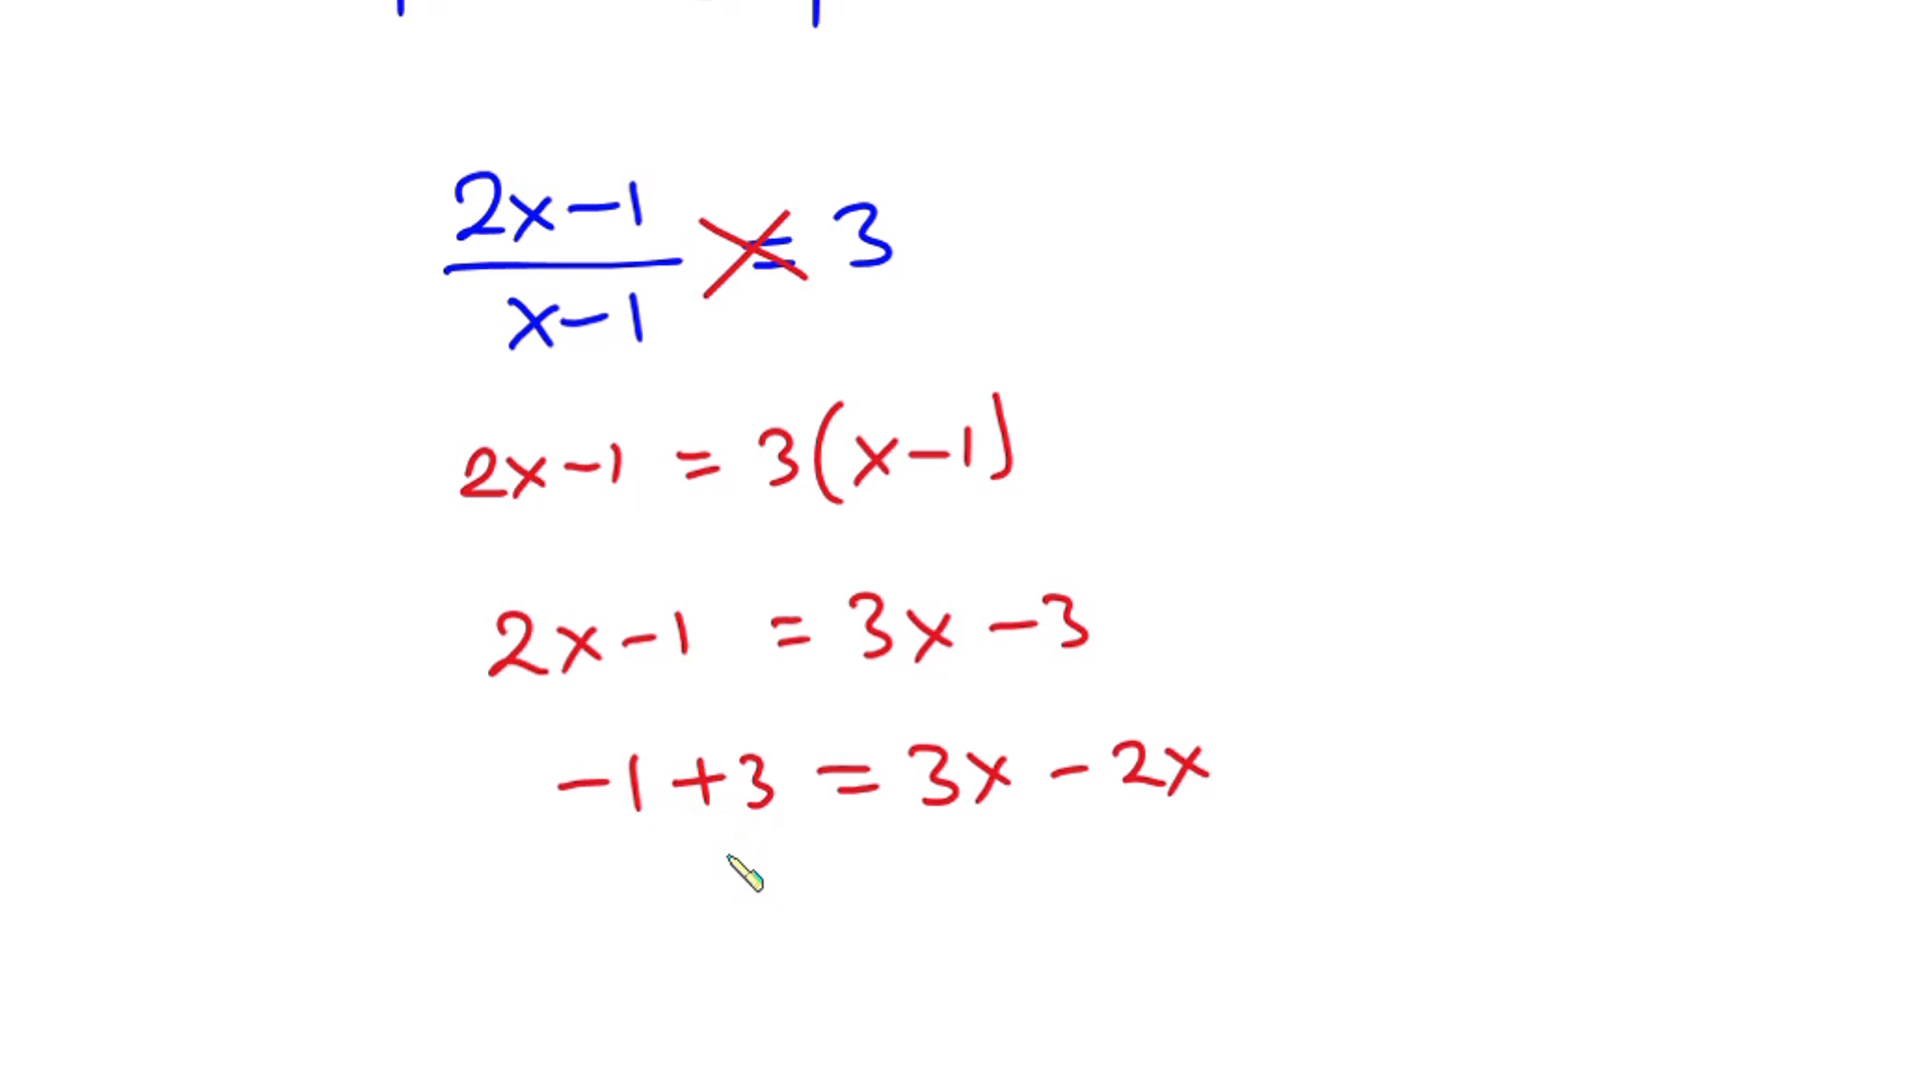 2x-1
x-1
= 3
2x-1 = 3(x-1)
2x-1 = 3x -3
-1+3 = 3x - 2x